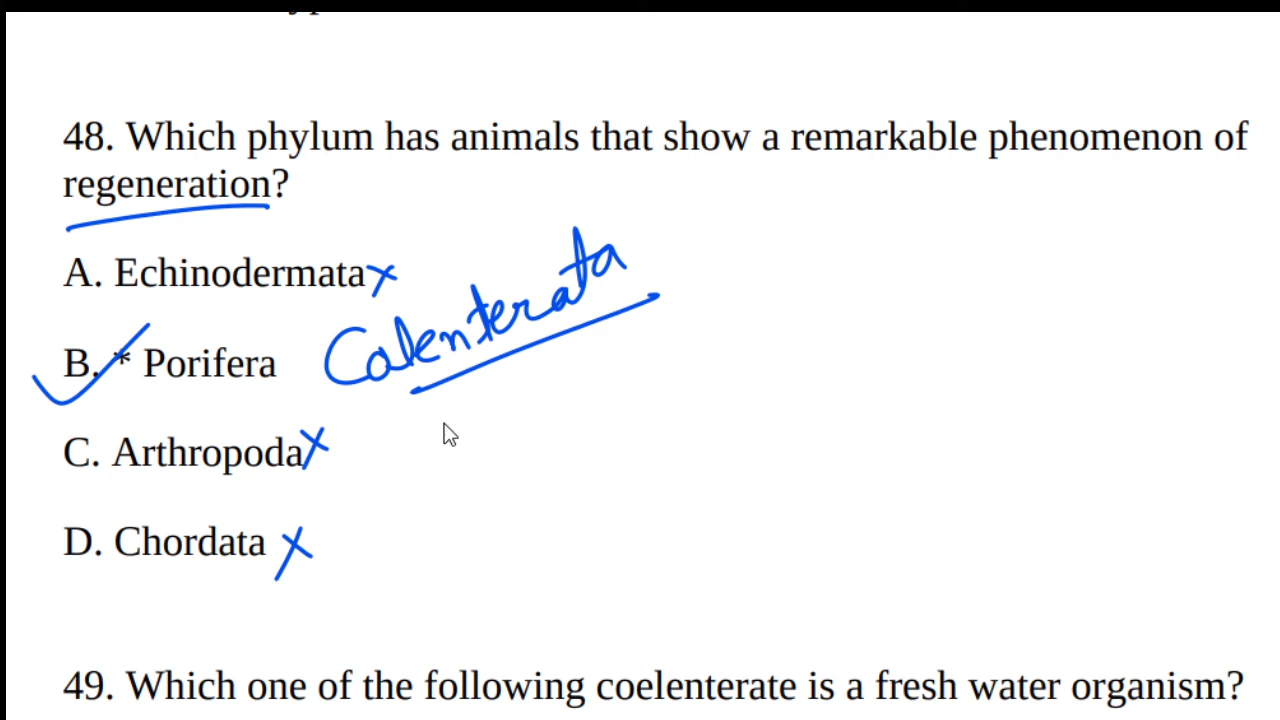 48. Which phylum has animals that show a remarkable phenomenon of
regeneration?
A. Echinodermata x
B. * Porifera
Calenterata
C. Arthropoda x
D. Chordata x
49. Which one of the following coelenterate is a fresh water organism?